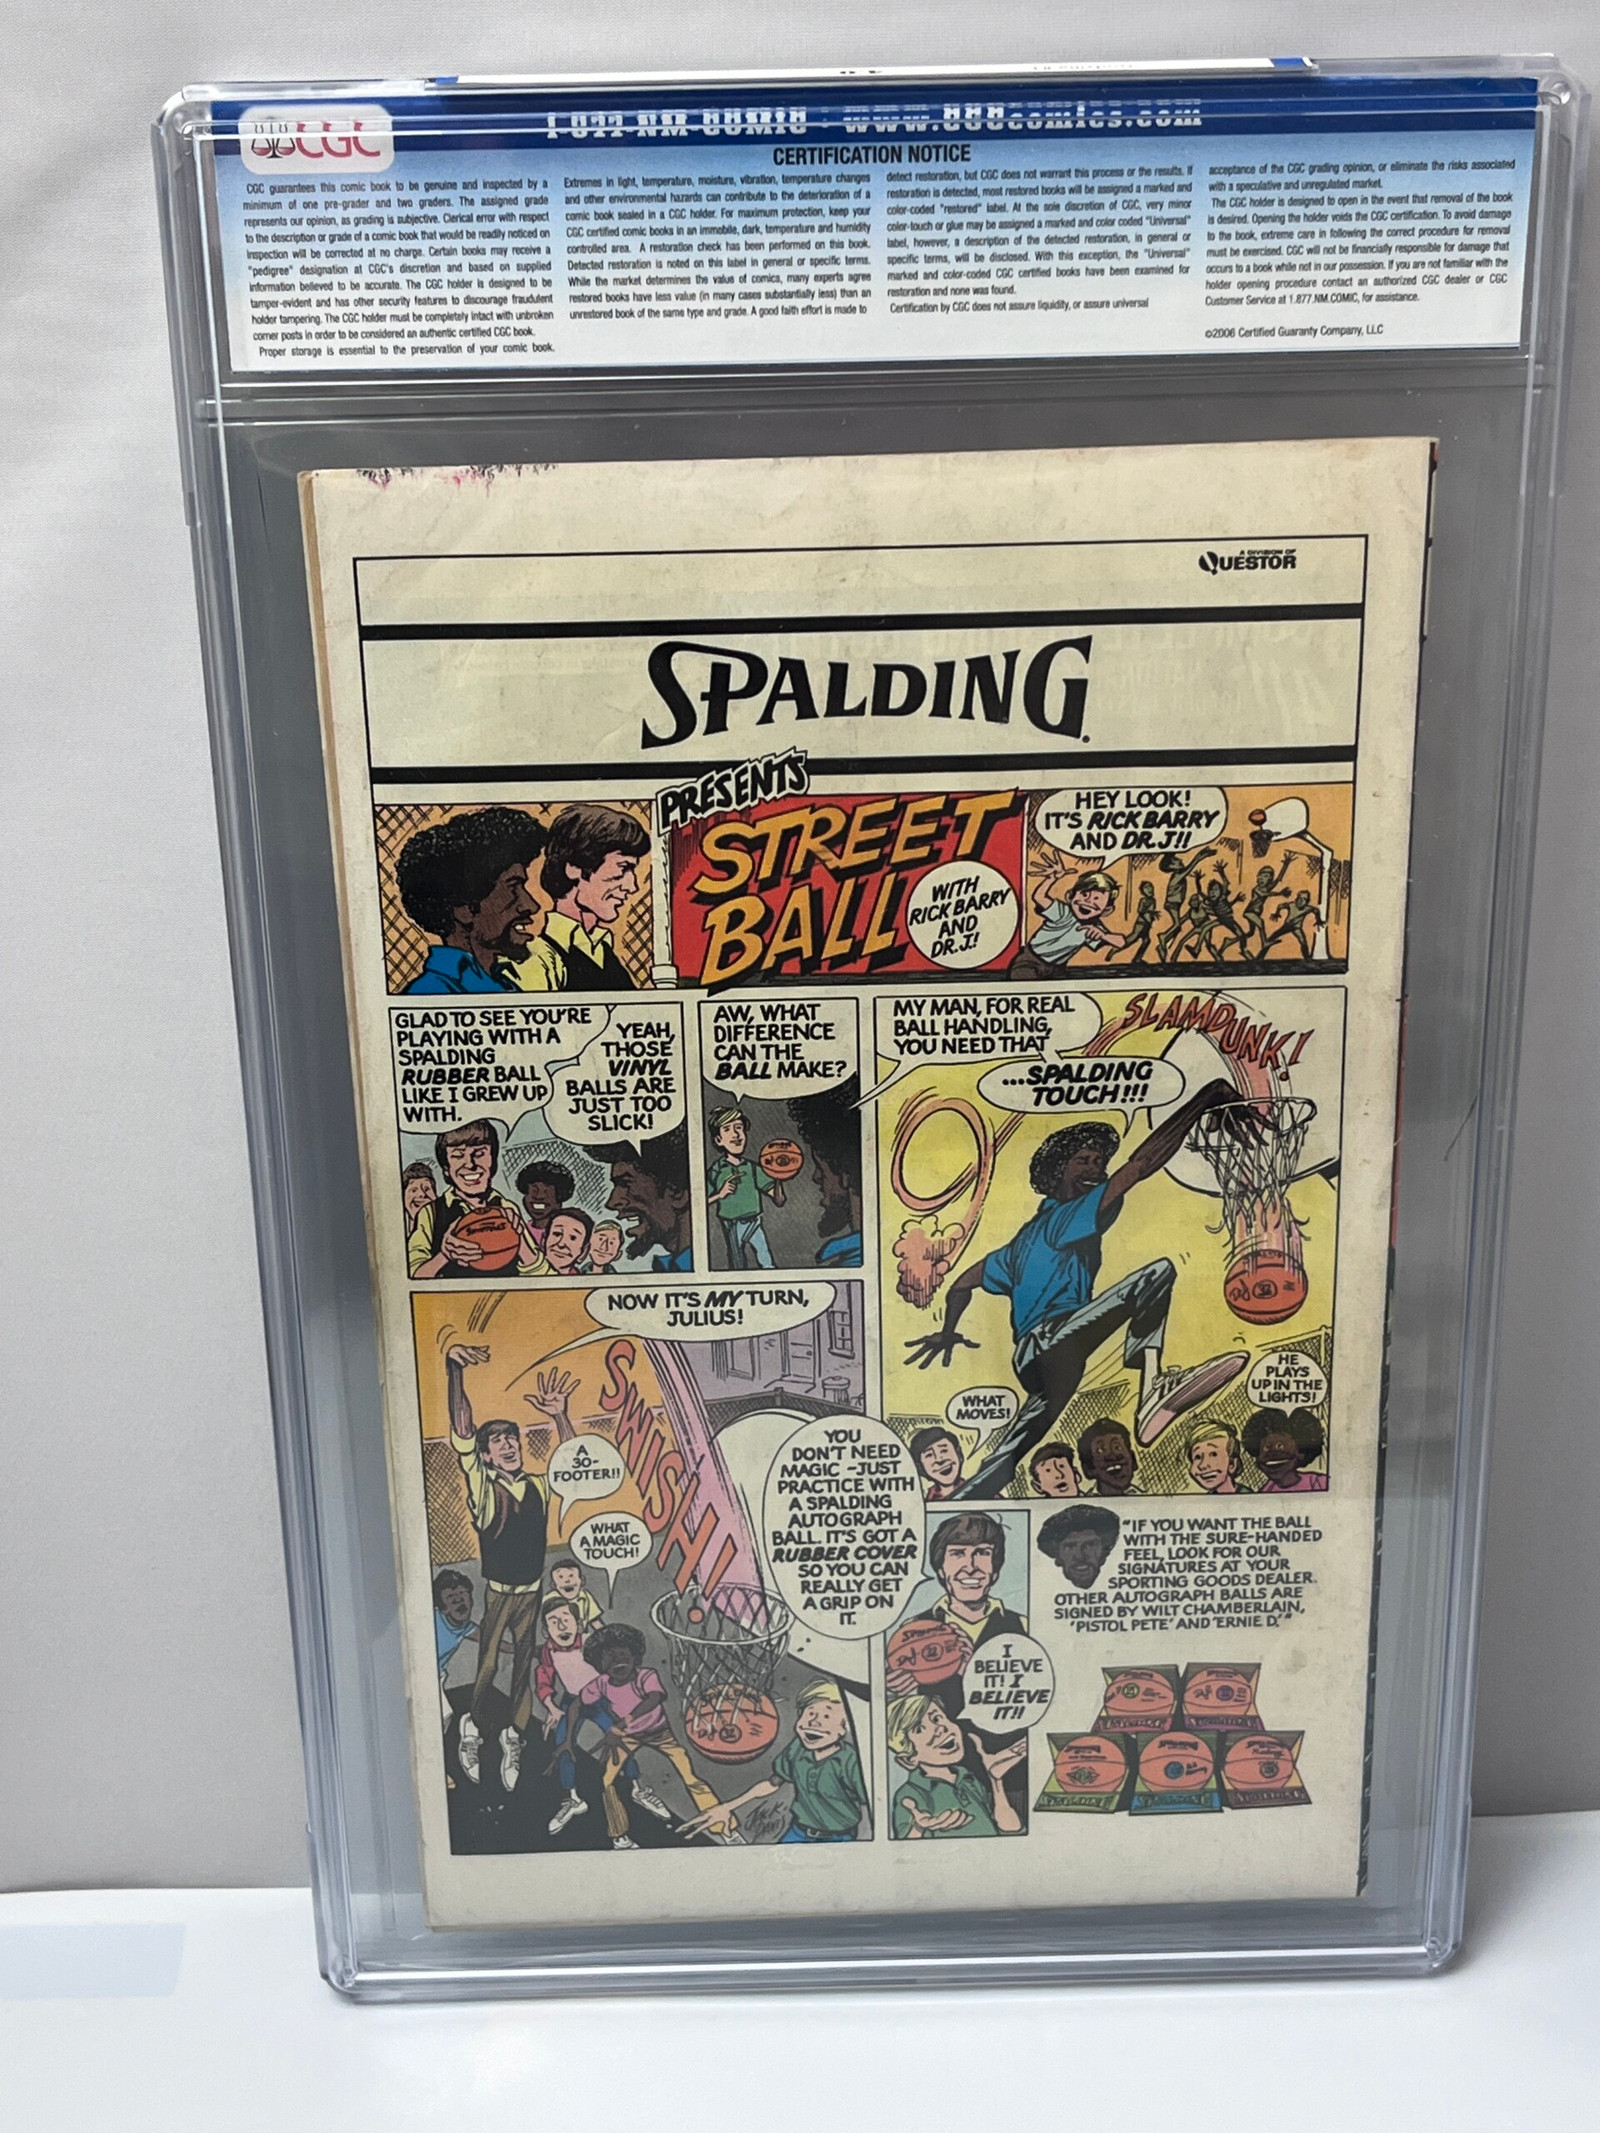 CGC
1-877-NM-COMIC - www.CGCcomics.com
CERTIFICATION NOTICE
CGC guarantees this comic book to be genuine and inspected by a
minimum of one pre-grader and two graders. The assigned grade
represents our opinion, as grading is subjective. Clerical error with respect
to the description or grade of a comic book that would be readily noticed on
inspection will be corrected at no charge. Certain books may receive a
"pedigree" designation at CGC's discretion and based on supplied
information believed to be accurate. The CGC holder is designed to be
tamper-evident and has other security features to discourage fraudulent
holder tampering. The CGC holder must be completely intact with unbroken
corner posts in order to be considered an authentic certified CGC book.
Proper storage is essential to the preservation of your comic book.
Extremes in light, temperature, moisture, vibration, temperature changes
and other environmental hazards can contribute to the deterioration of a
comic book sealed in a CGC holder. For maximum protection, keep your
CGC certified comic books in an immobile, dark, temperature and humidity
controlled area. A restoration check has been performed on this book.
Detected restoration is noted on this label in general or specific terms.
While the market determines the value of comics, many experts agree
restored books have less value (in many cases substantially less) than an
unrestored book of the same type and grade. A good faith effort is made to
detect restoration, but CGC does not warrant this process or the results. If
restoration is detected, most restored books will be assigned a marked and
color-coded "restored" label. At the sole discretion of CGC, very minor
color-touch or glue may be assigned a marked and color coded "Universal"
label, however, a description of the detected restoration, in general or
specific terms, will be disclosed. With this exception, the "Universal"
marked and color-coded CGC certified books have been examined for
restoration and none was found.
Certification by CGC does not assure liquidity, or assure universal
acceptance of the CGC grading opinion, or eliminate the risks associated
with a speculative and unregulated market.
The CGC holder is designed to open in the event that removal of the book
is desired. Opening the holder voids the CGC certification. To avoid damage
to the book, extreme care in following the correct procedure for removal
must be exercised. CGC will not be financially responsible for damage that
occurs to a book while not in our possession. If you are not familiar with the
holder opening procedure contact an authorized CGC dealer or CGC
Customer Service at 1.877.NM.COMIC, for assistance.
©2006 Certified Guaranty Company, LLC
A DIVISION OF
QUESTOR
SPALDING
PRESENTS
STREET
BALL
WITH
RICK BARRY
AND
DR. J.!
HEY LOOK!
IT'S RICK BARRY
AND DR. J!!
GLAD TO SEE YOU'RE
PLAYING WITH A
SPALDING
RUBBER BALL
LIKE I GREW UP
WITH.
YEAH,
THOSE
VINYL
BALLS ARE
JUST TOO
SLICK!
AW, WHAT
DIFFERENCE
CAN THE
BALL MAKE?
MY MAN, FOR REAL
BALL HANDLING,
YOU NEED THAT
...SPALDING
TOUCH!!!
SLAMDUNK!
WHAT
MOVES!
HE
PLAYS
UP IN THE
LIGHTS!
NOW IT'S MY TURN,
JULIUS!
SWISH!
A
30-
FOOTER!!
WHAT
A MAGIC
TOUCH!
YOU
DON'T NEED
MAGIC -JUST
PRACTICE WITH
A SPALDING
AUTOGRAPH
BALL. IT'S GOT A
RUBBER COVER
SO YOU CAN
REALLY GET
A GRIP ON
IT.
I
BELIEVE
IT! I
BELIEVE
IT!!
"IF YOU WANT THE BALL
WITH THE SURE-HANDED
FEEL, LOOK FOR OUR
SIGNATURES AT YOUR
SPORTING GOODS DEALER.
OTHER AUTOGRAPH BALLS ARE
SIGNED BY WILT CHAMBERLAIN,
'PISTOL PETE' AND 'ERNIE D.'"
JACK
DAVIS